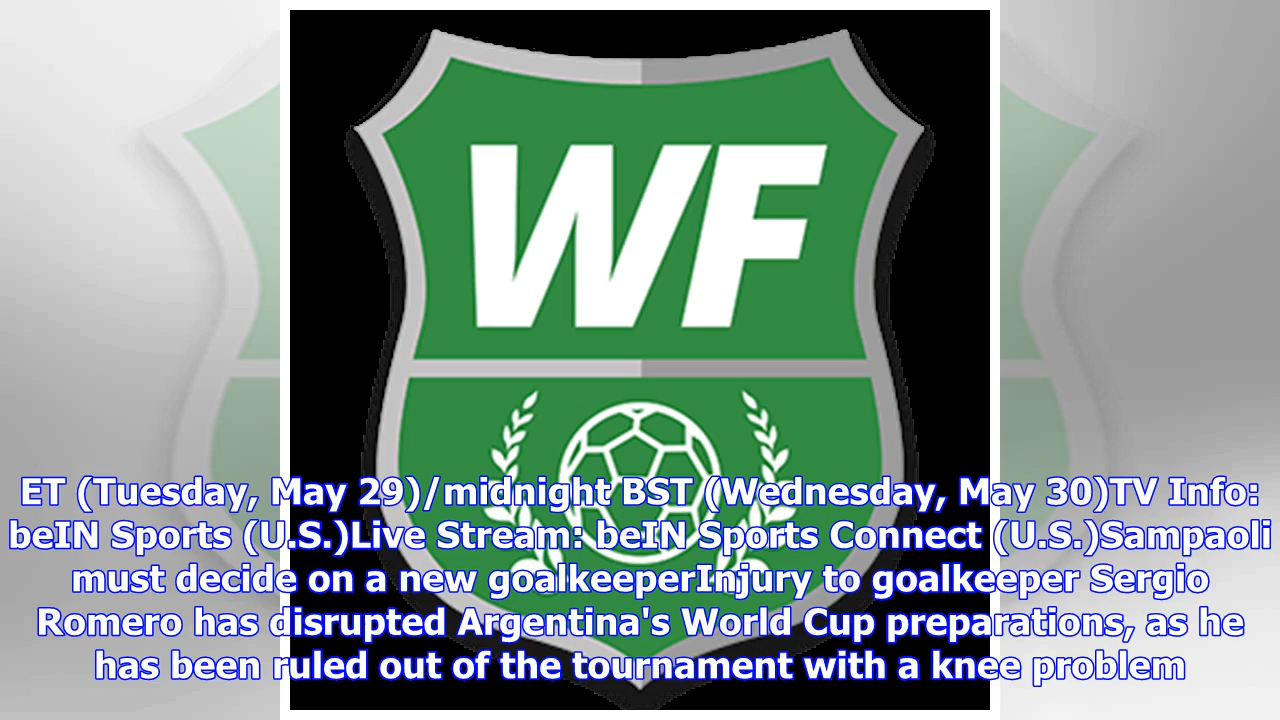 WF
ET (Tuesday, May 29)/midnight BST (Wednesday, May 30)TV Info:
beIN Sports (U.S.)Live Stream: beIN Sports Connect (U.S.)Sampaoli
must decide on a new goalkeeperInjury to goalkeeper Sergio
Romero has disrupted Argentina's World Cup preparations, as he
has been ruled out of the tournament with a knee problem